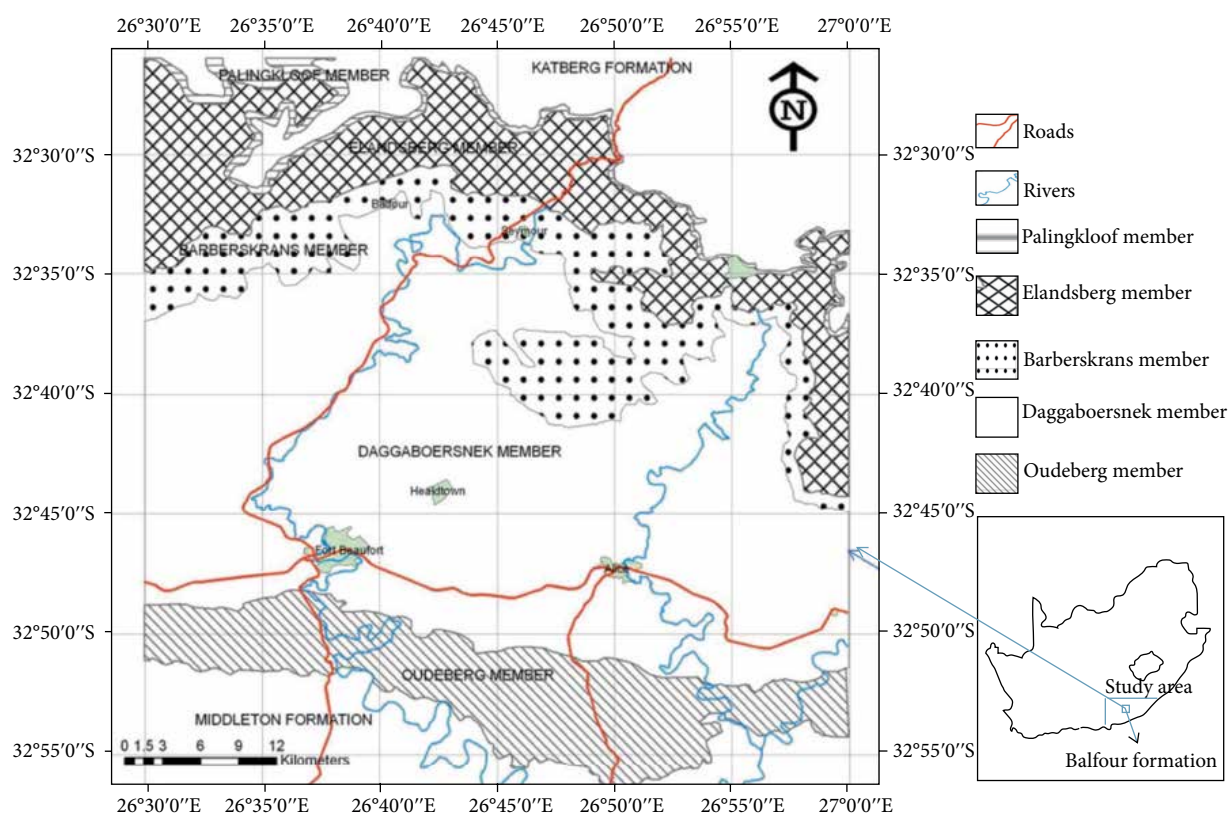 26°30′0″E 26°35′0″E 26°40′0″E 26°45′0″E 26°50′0″E 26°55′0″E 27°0′0″E
PALINGKLOOF MEMBER
KATBERG FORMATION
N
32°30′0″S
32°30′0″S
ELANDSBERG MEMBER
Balfour
Seymour
BARBERSKRANS MEMBER
32°35′0″S
32°35′0″S
32°40′0″S
32°40′0″S
DAGGABOERSNEK MEMBER
Healdtown
32°45′0″S
32°45′0″S
Fort Beaufort
Alice
32°50′0″S
32°50′0″S
OUDEBERG MEMBER
MIDDLETON FORMATION
0 1.5 3 6 9 12
Kilometers
32°55′0″S
32°55′0″S
26°30′0″E 26°35′0″E 26°40′0″E 26°45′0″E 26°50′0″E 26°55′0″E 27°0′0″E
Roads
Rivers
Palingkloof member
Elandsberg member
Barberskrans member
Daggaboersnek member
Oudeberg member
Study area
Balfour formation